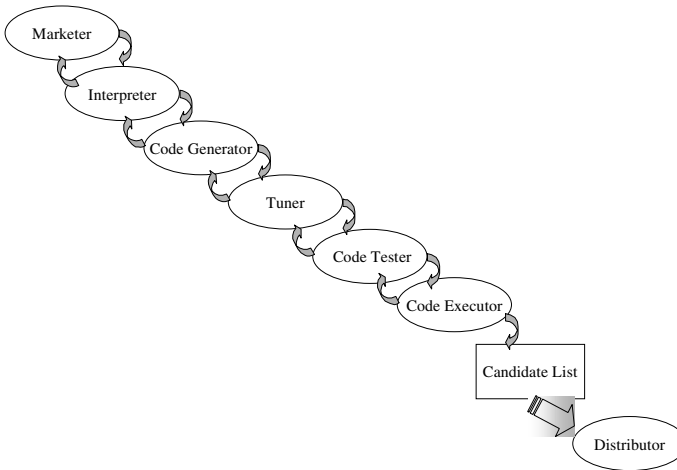 Marketer
Interpreter
Code Generator
Tuner
Code Tester
Code Executor
Candidate List
Distributor